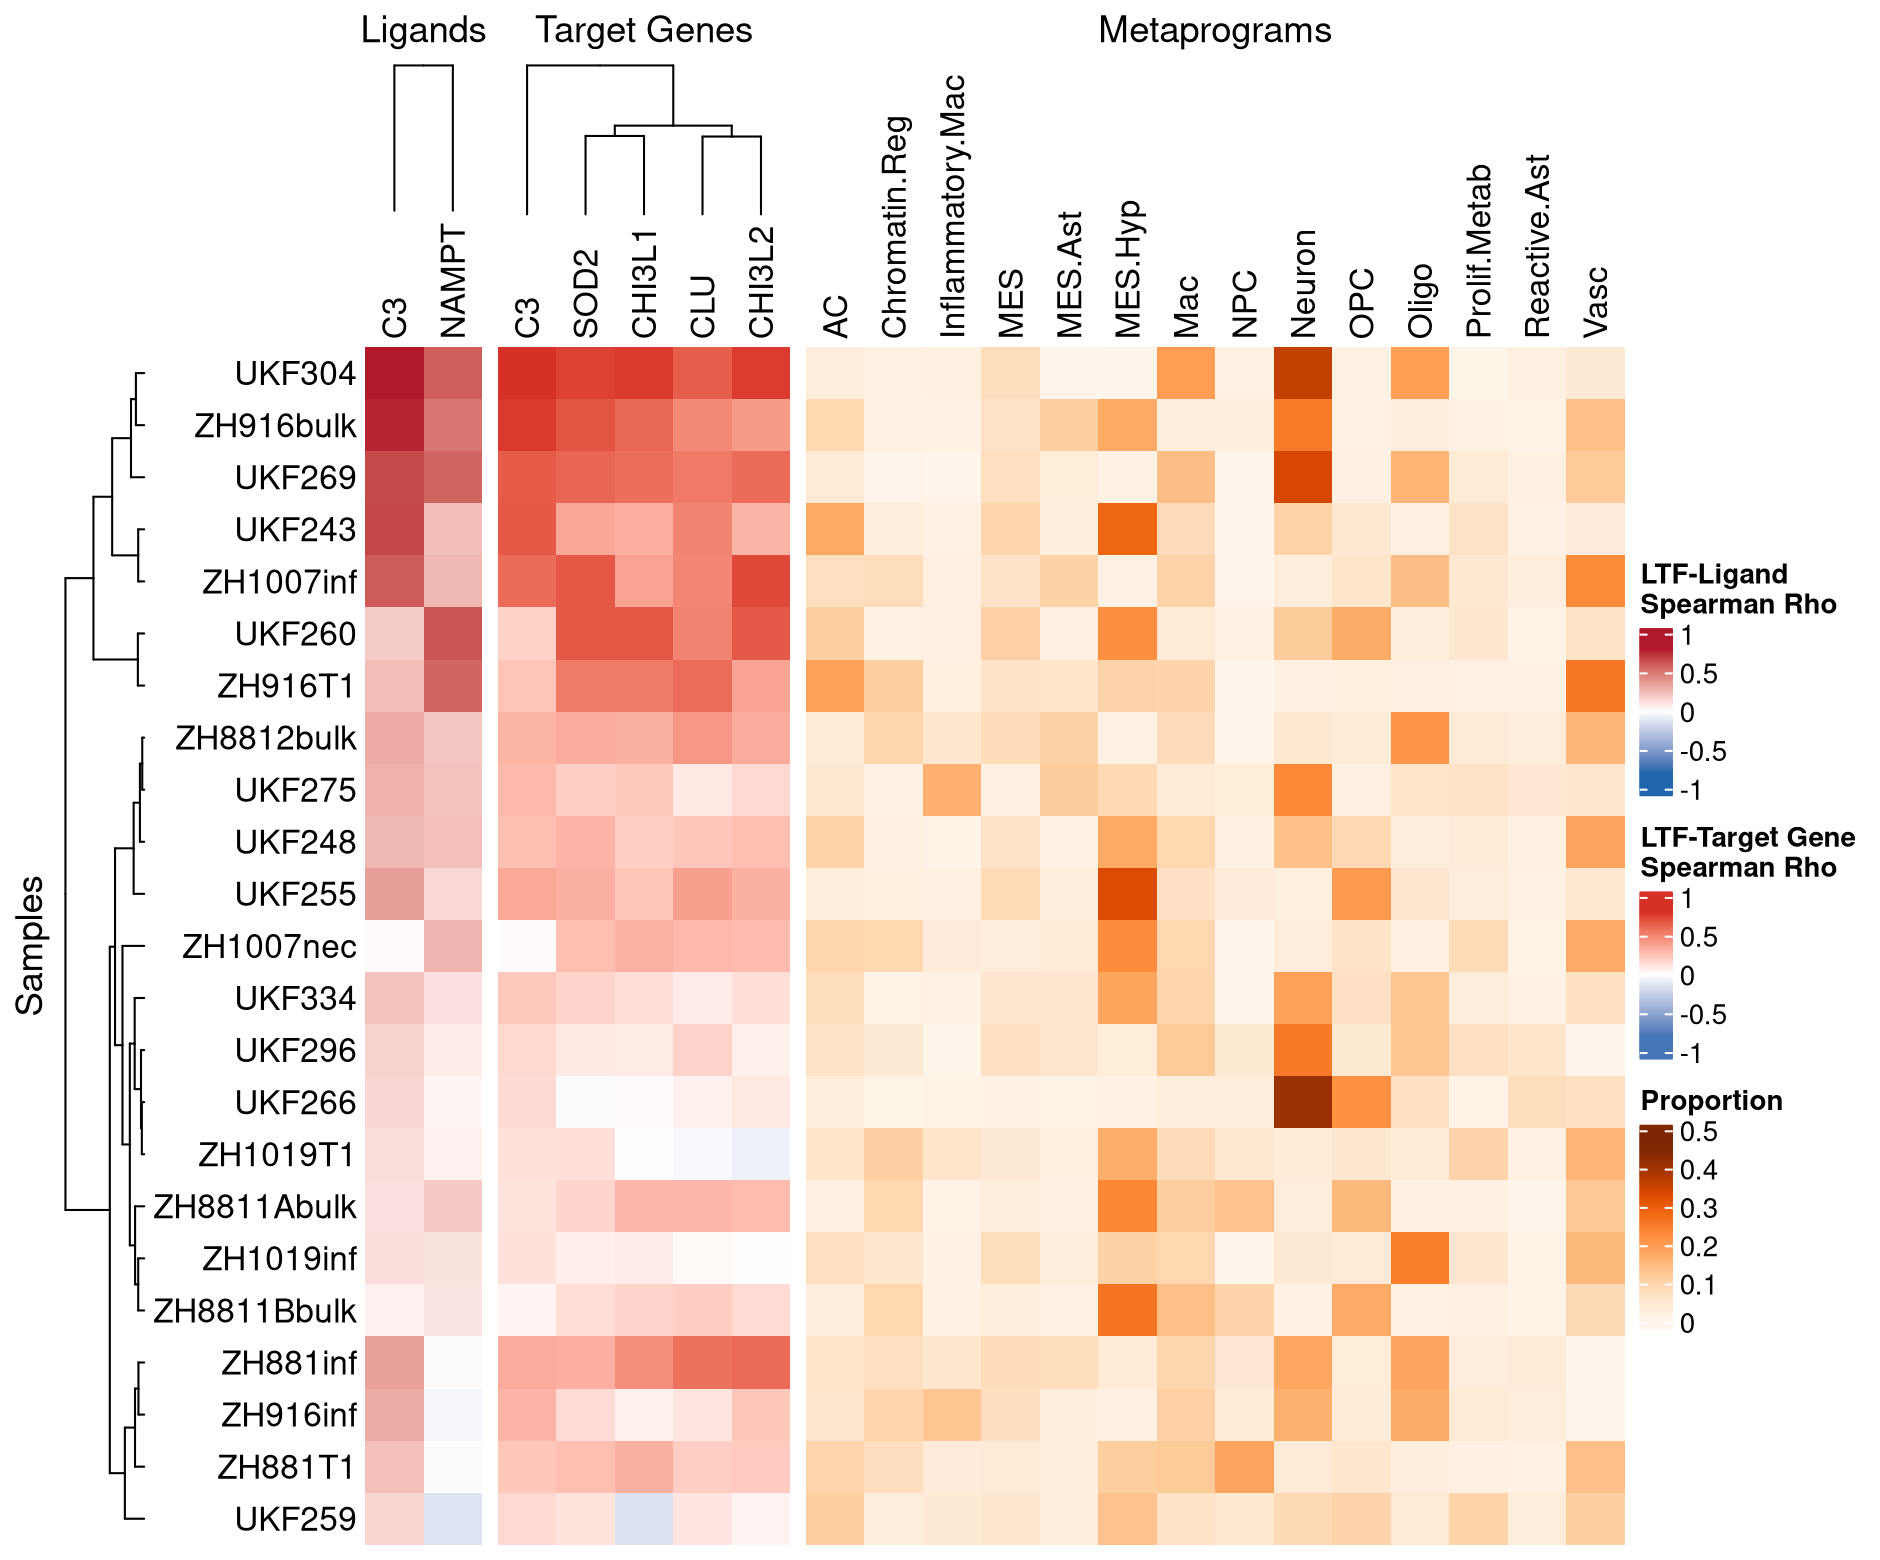 Ligands
Target Genes
Metaprograms
C3
NAMPT
C3
SOD2
CHI3L1
CLU
CHI3L2
AC
Chromatin.Reg
Inflammatory.Mac
MES
MES.Ast
MES.Hyp
Mac
NPC
Neuron
OPC
Oligo
Prolif.Metab
Reactive.Ast
Vasc
Samples
UKF304
ZH916bulk
UKF269
UKF243
ZH1007inf
UKF260
ZH916T1
ZH8812bulk
UKF275
UKF248
UKF255
ZH1007nec
UKF334
UKF296
UKF266
ZH1019T1
ZH8811Abulk
ZH1019inf
ZH8811Bbulk
ZH881inf
ZH916inf
ZH881T1
UKF259
LTF-Ligand
Spearman Rho
1
0.5
0
-0.5
-1
LTF-Target Gene
Spearman Rho
1
0.5
0
-0.5
-1
Proportion
0.5
0.4
0.3
0.2
0.1
0